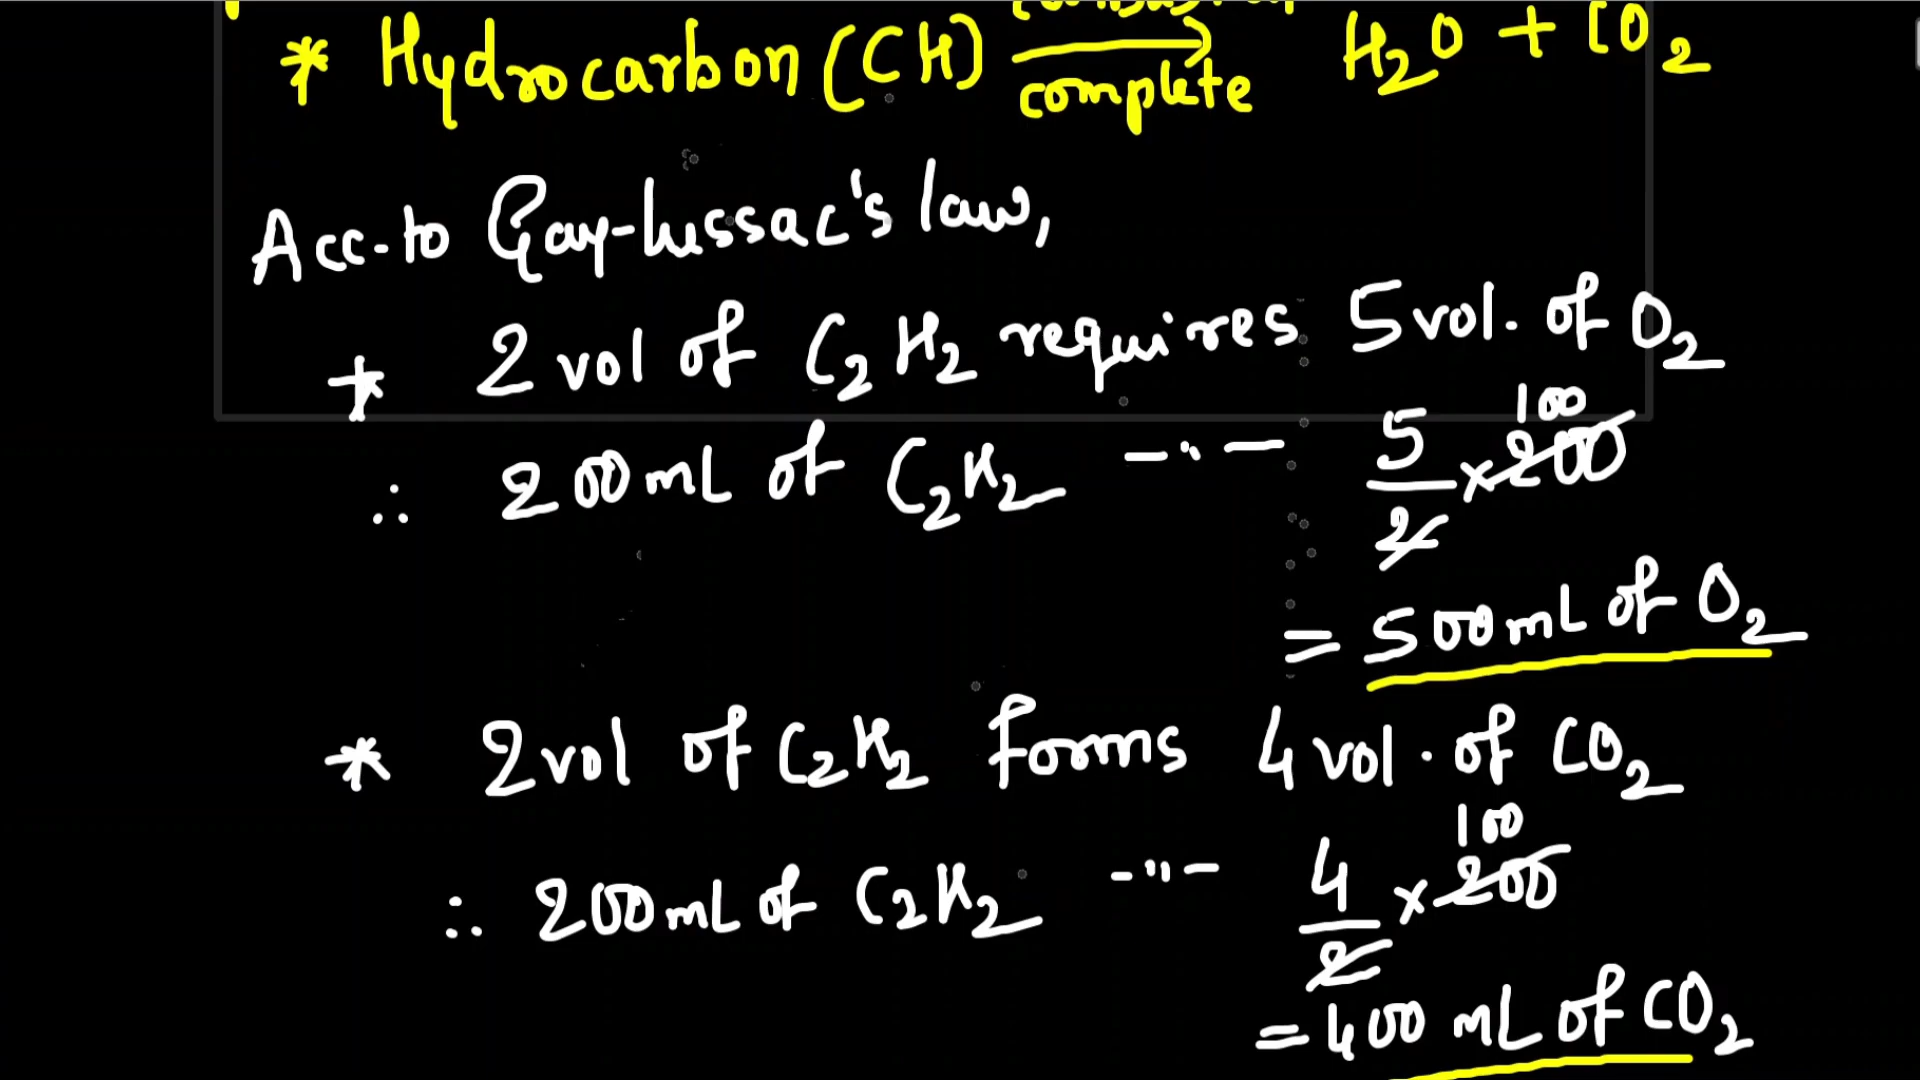 * Hydrocarbon (CH) complete H₂O + CO₂
Acc. to Gay-lussac's law,
* 2 vol of C₂H₂ requires 5 vol. of O₂
∴ 200 mL of C₂H₂ -"- 5/2 × 200 100
= 500 mL of O₂
* 2 vol of C₂H₂ forms 4 vol. of CO₂
∴ 200 mL of C₂H₂ -"- 4/2 × 200 100
= 400 mL of CO₂